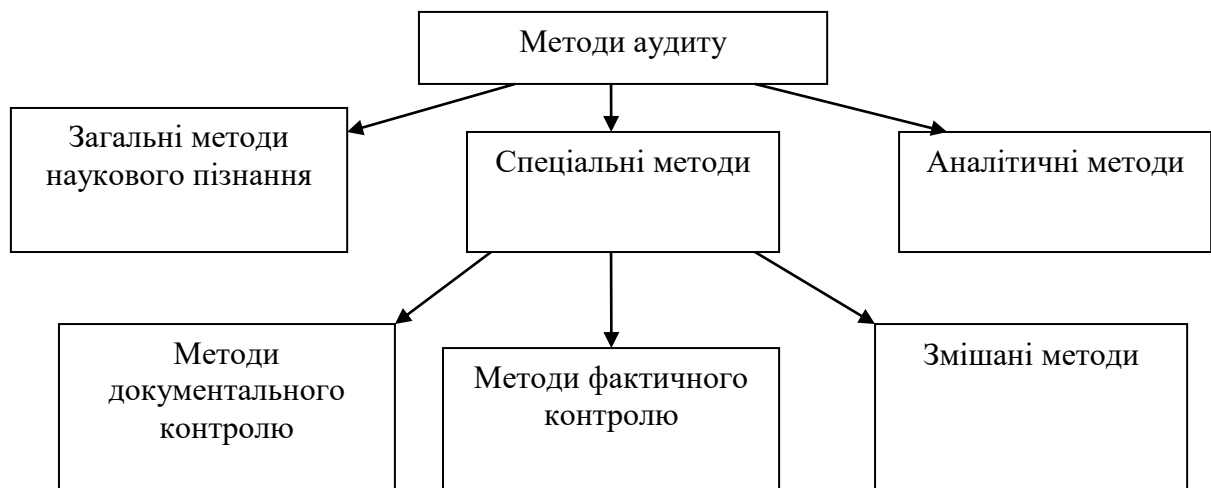 Методи аудиту
Загальні методи
наукового пізнання
Спеціальні методи
Аналітичні методи
Методи
документального
контролю
Методи фактичного
контролю
Змішані методи